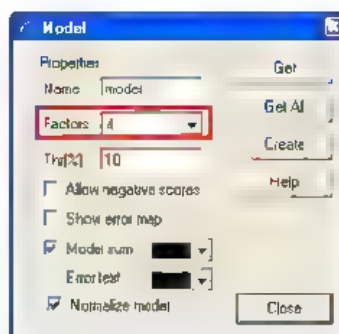 Model
Properties
Name model
Factors 4
Thr[%] 10
Allow negative scores
Show error map
Model sum
Error test
Normalize model
Get
Get All
Create
Help
Close